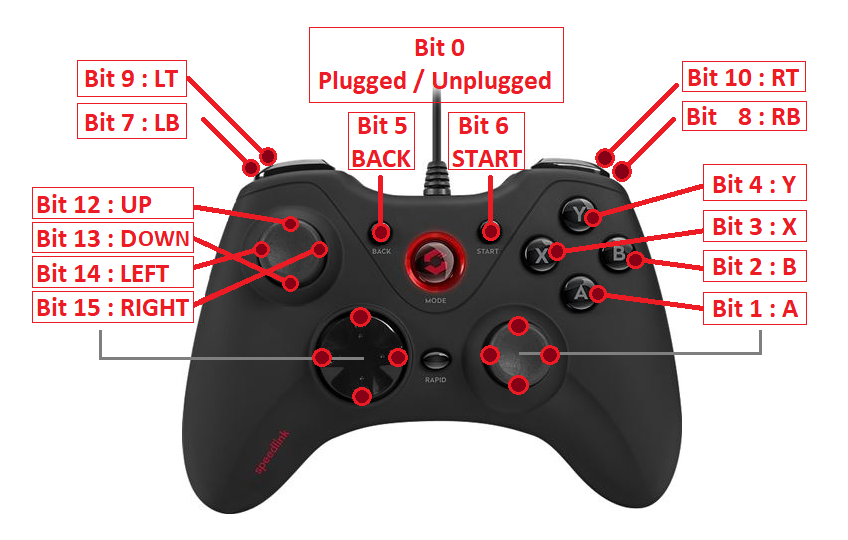 Bit 0
Plugged / Unplugged
Bit 9 : LT
Bit 10 : RT
Bit 7 : LB
Bit 8 : RB
Bit 5
BACK
Bit 6
START
Bit 4 : Y
Bit 12 : UP
Bit 3 : X
Bit 13 : DOWN
Bit 2 : B
Bit 14 : LEFT
Bit 1 : A
Bit 15 : RIGHT
Y
X
B
A
BACK
START
MODE
RAPID
speedlink